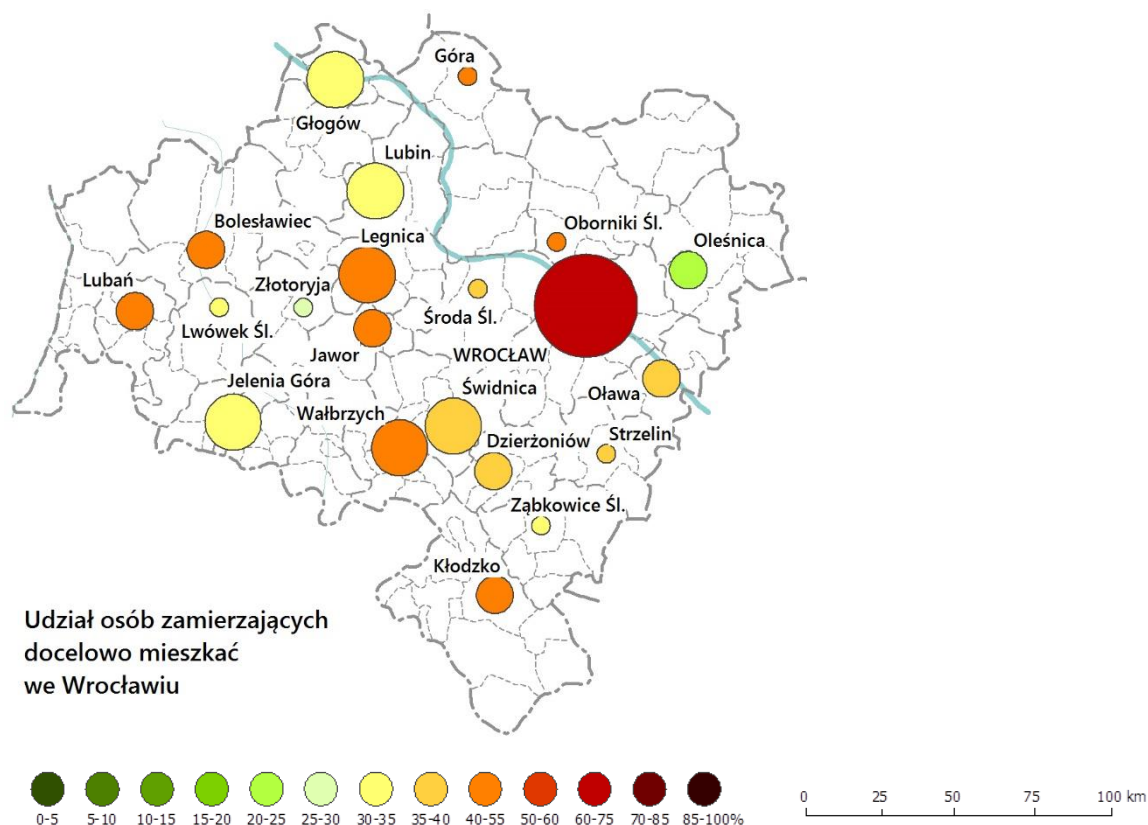 Góra
Głogów
Lubin
Bolesławiec
Legnica
Oborniki Śl.
Oleśnica
Lubań
Złotoryja
Lwówek Śl.
Środa Śl.
Jawor
WROCŁAW
Jelenia Góra
Świdnica
Oława
Wałbrzych
Dzierżoniów
Strzelin
Ząbkowice Śl.
Kłodzko
Udział osób zamierzających
docelowo mieszkać
we Wrocławiu
0-5 5-10 10-15 15-20 20-25 25-30 30-35 35-40 40-55 50-60 60-75 70-85 85-100%
0 25 50 75 100 km